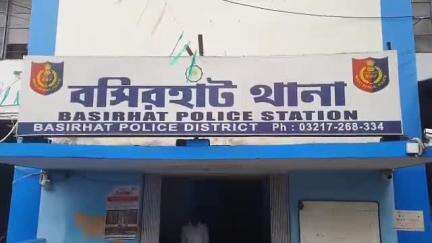 বসিরহাট থানা
BASIRHAT POLICE STATION
BASIRHAT POLICE DISTRICT Ph : 03217-268-334